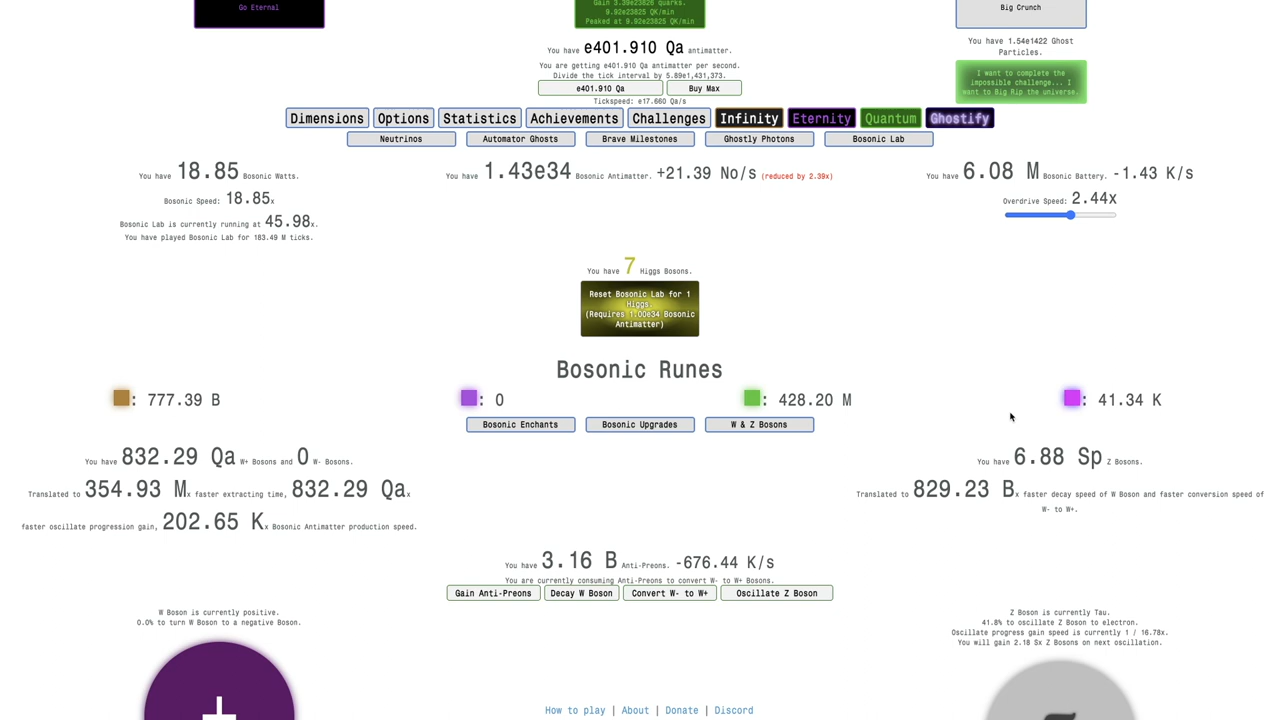 Go Eternal
Gain 3.39e23826 quarks.
9.92e23825 QK/min
Peaked at 9.92e23825 QK/min
Big Crunch
You have e401.910 Qa antimatter.
You have 1.54e1422 Ghost
Particles.
You are getting e401.910 Qa antimatter per second.
Divide the tick interval by 5.89e1,431,373.
e401.910 Qa Buy Max
Tickspeed: e17.660 Qa/s
I want to complete the
impossible challenge... I
want to Big Rip the universe.
Dimensions Options Statistics Achievements Challenges Infinity Eternity Quantum Ghostify
Neutrinos Automator Ghosts Brave Milestones Ghostly Photons Bosonic Lab
You have 18.85 Bosonic Watts.
You have 1.43e34 Bosonic Antimatter. +21.39 No/s (reduced by 2.39x)
You have 6.08 M Bosonic Battery. -1.43 K/s
Bosonic Speed: 18.85x
Overdrive Speed: 2.44x
Bosonic Lab is currently running at 45.98x.
You have played Bosonic Lab for 183.49 M ticks.
You have 7 Higgs Bosons.
Reset Bosonic Lab for 1
Higgs.
(Requires 1.00e34 Bosonic
Antimatter)
Bosonic Runes
: 777.39 B
: 0
: 428.20 M
: 41.34 K
Bosonic Enchants Bosonic Upgrades W & Z Bosons
You have 832.29 Qa W+ Bosons and 0 W- Bosons.
Translated to 354.93 Mx faster extracting time, 832.29 Qax
faster oscillate progression gain, 202.65 Kx Bosonic Antimatter production speed.
You have 6.88 Sp Z Bosons.
Translated to 829.23 Bx faster decay speed of W Boson and faster conversion speed of
W- to W+.
You have 3.16 B Anti-Preons. -676.44 K/s
You are currently consuming Anti-Preons to convert W- to W+ Bosons.
Gain Anti-Preons Decay W Boson Convert W- to W+ Oscillate Z Boson
W Boson is currently positive.
0.0% to turn W Boson to a negative Boson.
Z Boson is currently Tau.
41.8% to oscillate Z Boson to electron.
Oscillate progress gain speed is currently 1 / 16.78x.
You will gain 2.18 Sx Z Bosons on next oscillation.
+
How to play | About | Donate | Discord